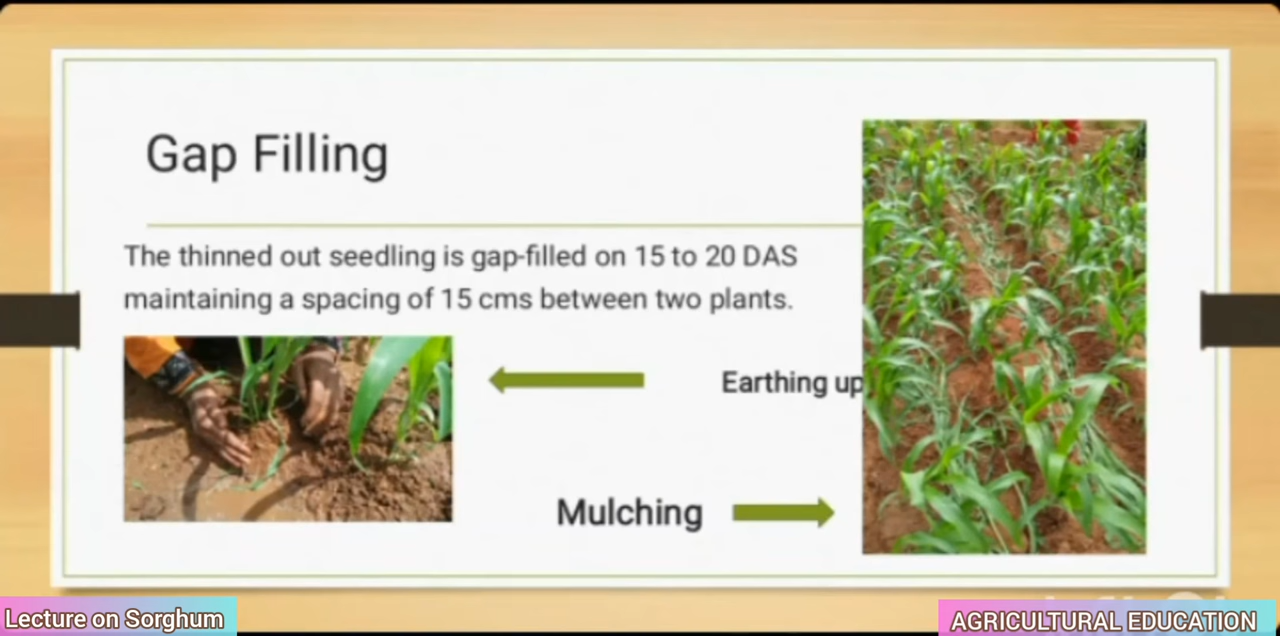 Gap Filling
The thinned out seedling is gap-filled on 15 to 20 DAS
maintaining a spacing of 15 cms between two plants.
Earthing up
Mulching
Lecture on Sorghum
AGRICULTURAL EDUCATION